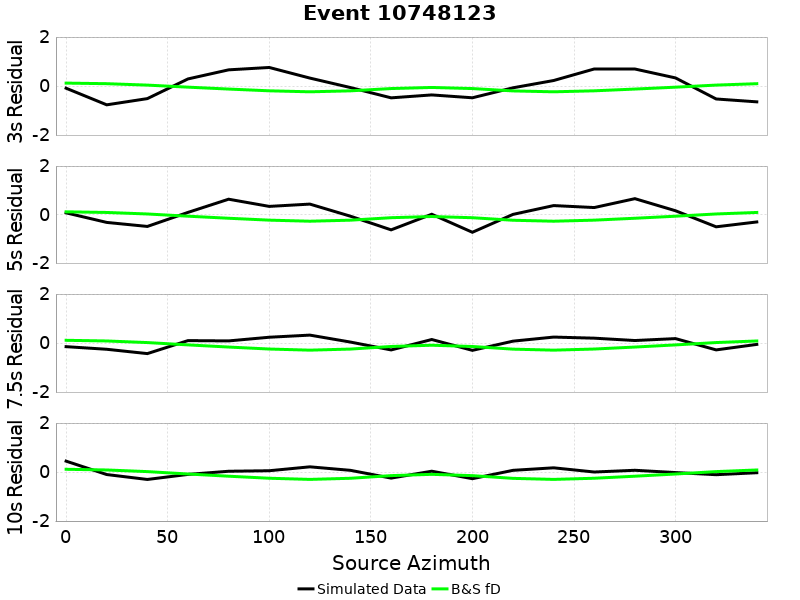 Event 10748123
3s Residual
2
0
-2
5s Residual
2
0
-2
7.5s Residual
2
0
-2
10s Residual
2
0
-2
0 50 100 150 200 250 300
Source Azimuth
Simulated Data B&S fD